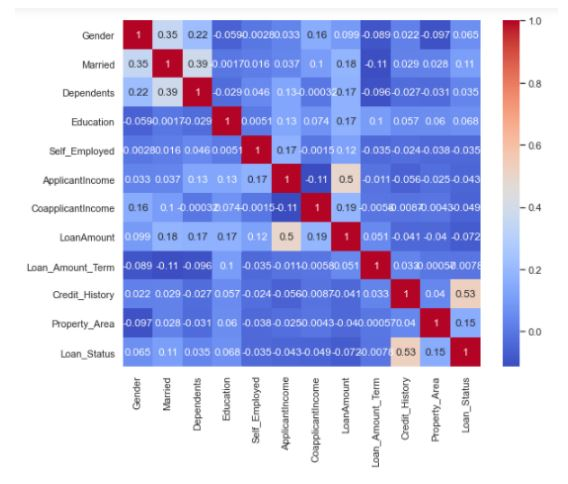 Gender 1 0.35 0.22 -0.059 -0.0028 0.033 0.16 0.099 -0.089 0.022 -0.097 0.065
Married 0.35 1 0.39 -0.0017 0.016 0.037 0.1 0.18 -0.11 0.029 0.028 0.11
Dependents 0.22 0.39 1 -0.029 0.046 0.13 -0.00032 0.17 -0.096 -0.027 -0.031 0.035
Education -0.059 -0.0017 -0.029 1 0.0051 0.13 0.074 0.17 0.1 0.057 0.06 0.068
Self_Employed 0.0028 0.016 0.046 0.0051 1 0.17 -0.0015 0.12 -0.035 -0.024 -0.038 -0.035
ApplicantIncome 0.033 0.037 0.13 0.13 0.17 1 -0.11 0.5 -0.011 -0.056 -0.025 -0.043
CoapplicantIncome 0.16 0.1 -0.00032 0.074 -0.0015 -0.11 1 0.19 -0.0058 -0.0087 -0.0043 -0.049
LoanAmount 0.099 0.18 0.17 0.17 0.12 0.5 0.19 1 0.051 -0.041 -0.04 -0.072
Loan_Amount_Term -0.089 -0.11 -0.096 0.1 -0.035 -0.011 -0.0058 0.051 1 0.033 -0.0078
Credit_History 0.022 0.029 -0.027 0.057 -0.024 -0.056 0.0087 -0.041 0.033 1 0.04 0.53
Property_Area -0.097 0.028 -0.031 0.06 -0.038 -0.025 0.0043 -0.04 0.04 1 0.15
Loan_Status 0.065 0.11 0.035 0.068 -0.035 -0.043 -0.049 -0.072 -0.0078 0.53 0.15 1
Gender
Married
Dependents
Education
Self_Employed
ApplicantIncome
CoapplicantIncome
LoanAmount
Loan_Amount_Term
Credit_History
Property_Area
Loan_Status
1.0
0.8
0.6
0.4
0.2
0.0